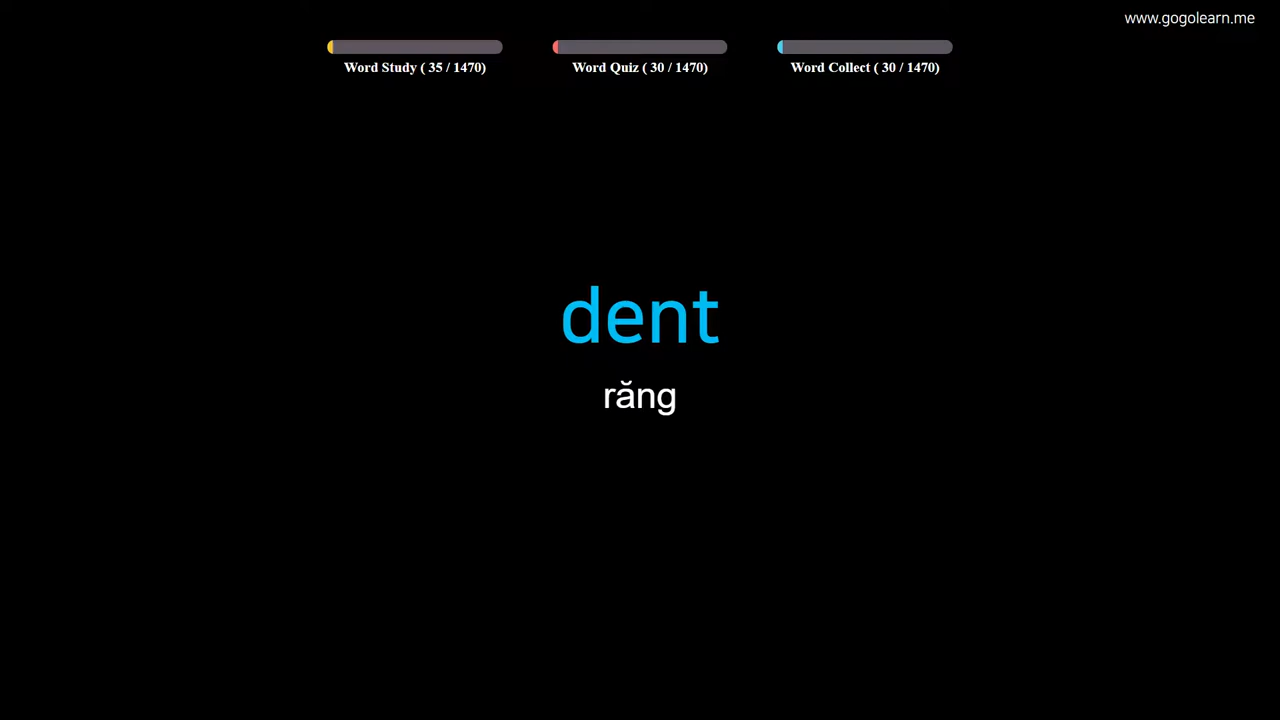 www.gogolearn.me
Word Study ( 35 / 1470)
Word Quiz ( 30 / 1470)
Word Collect ( 30 / 1470)
dent
răng